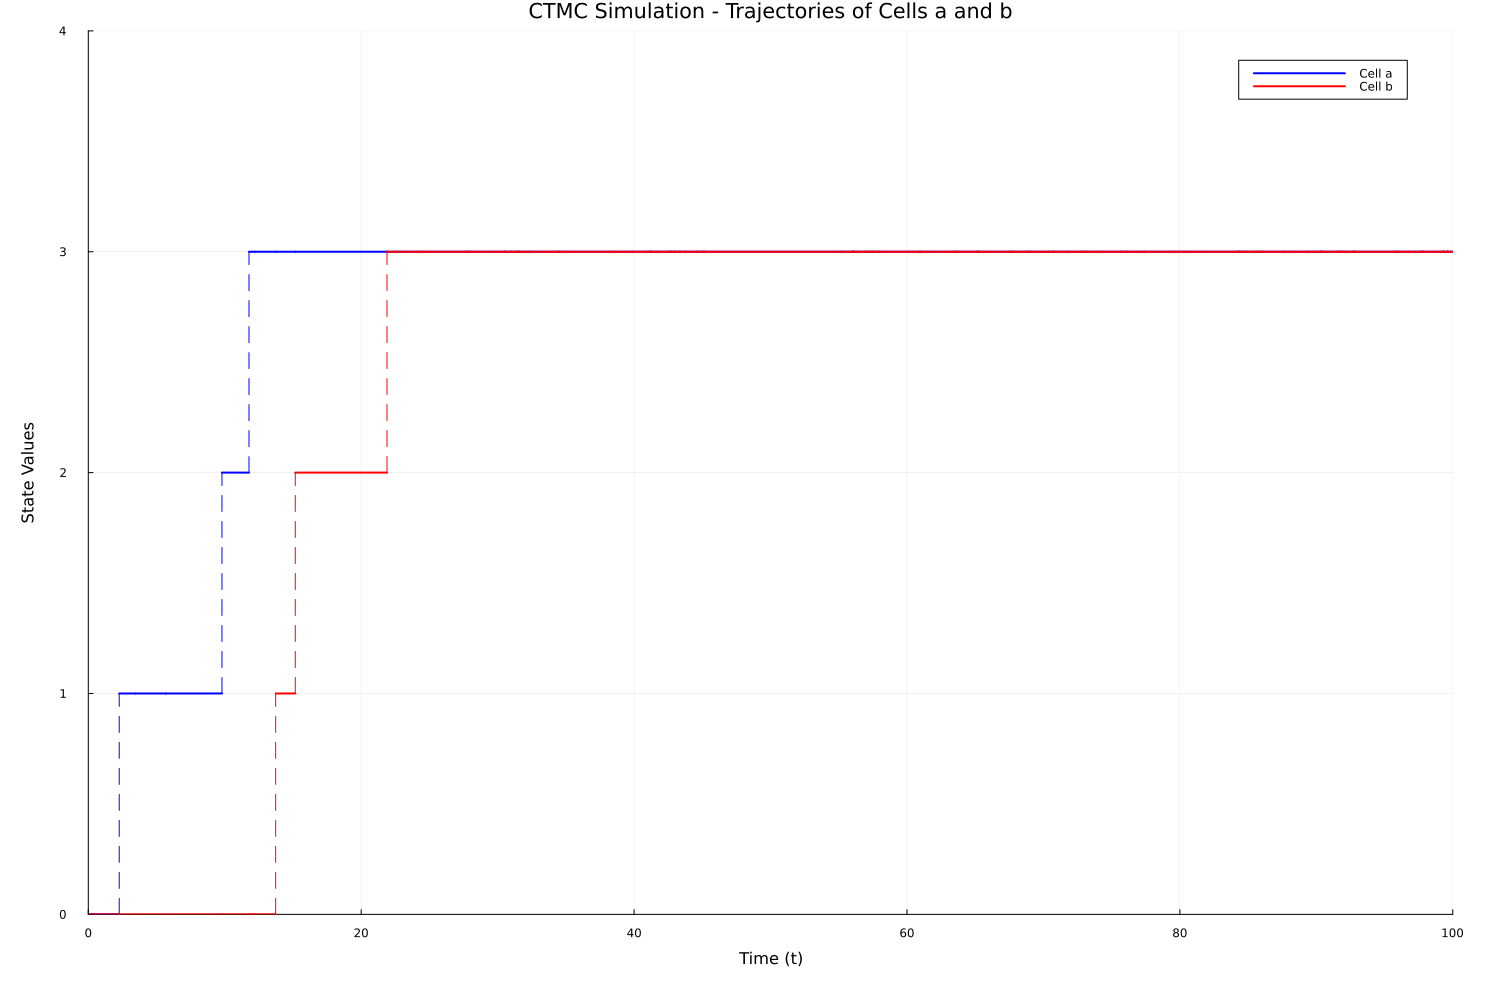 CTMC Simulation - Trajectories of Cells a and b
4
Cell a
Cell b
3
State Values
2
1
0
0 20 40 60 80 100
Time (t)